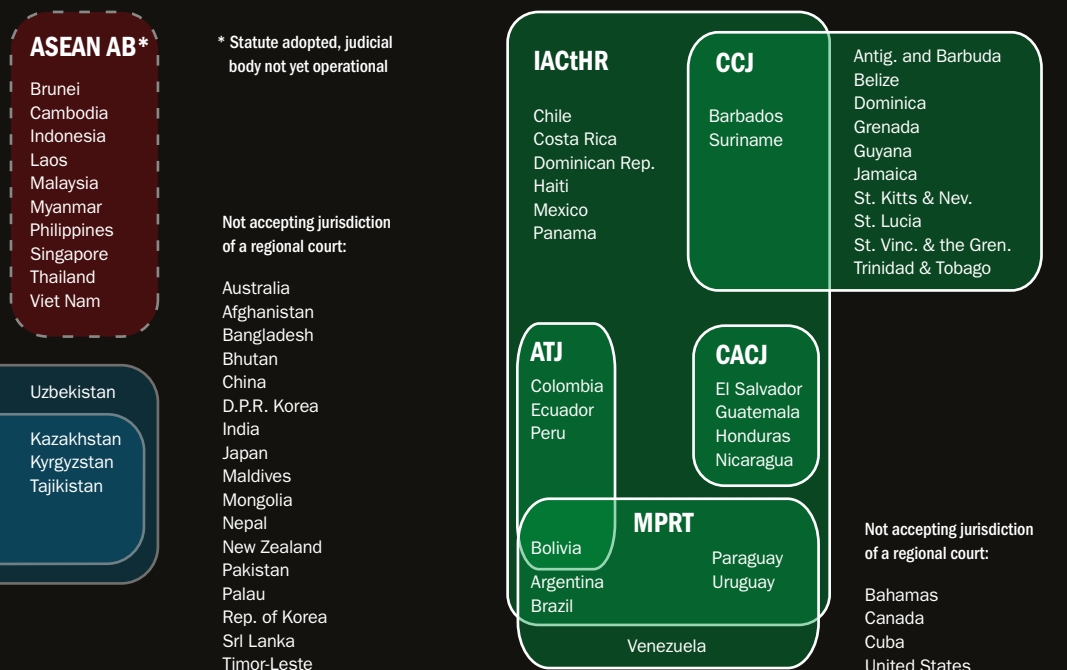 ASEAN AB*
Brunei
Cambodia
Indonesia
Laos
Malaysia
Myanmar
Philippines
Singapore
Thailand
Viet Nam
Uzbekistan
Kazakhstan
Kyrgyzstan
Tajikistan
* Statute adopted, judicial
body not yet operational
Not accepting jurisdiction
of a regional court:
Australia
Afghanistan
Bangladesh
Bhutan
China
D.P.R. Korea
India
Japan
Maldives
Mongolia
Nepal
New Zealand
Pakistan
Palau
Rep. of Korea
SrI Lanka
Timor-Leste
IACtHR
Chile
Costa Rica
Dominican Rep.
Haiti
Mexico
Panama
CCJ
Barbados
Suriname
Antig. and Barbuda
Belize
Dominica
Grenada
Guyana
Jamaica
St. Kitts & Nev.
St. Lucia
St. Vinc. & the Gren.
Trinidad & Tobago
ATJ
Colombia
Ecuador
Peru
CACJ
El Salvador
Guatemala
Honduras
Nicaragua
MPRT
Bolivia
Argentina
Brazil
Paraguay
Uruguay
Venezuela
Not accepting jurisdiction
of a regional court:
Bahamas
Canada
Cuba
United States